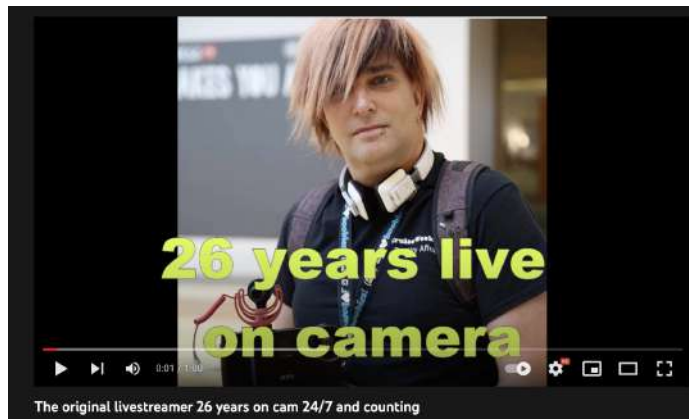 26 years live
on camera
0:01 / 1:00
The original livestreamer 26 years on cam 24/7 and counting